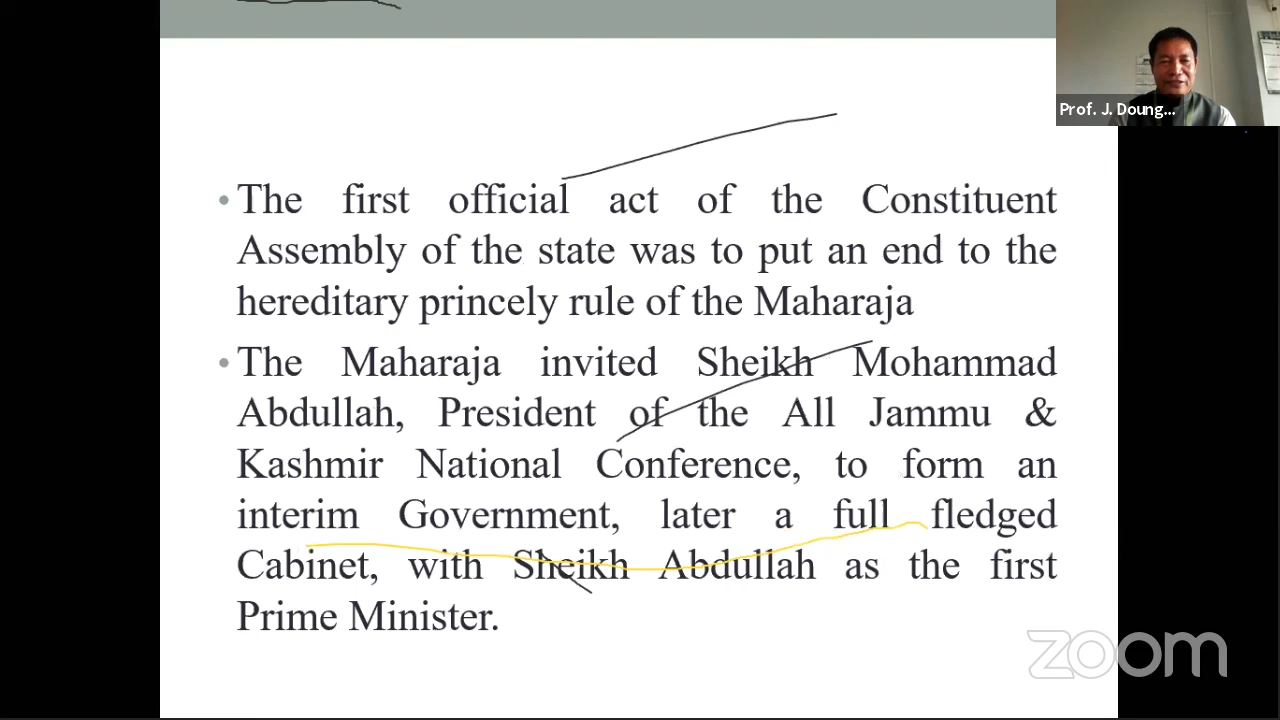 Prof. J. Doung...
• The first official act of the Constituent
Assembly of the state was to put an end to the
hereditary princely rule of the Maharaja
• The Maharaja invited Sheikh Mohammad
Abdullah, President of the All Jammu &
Kashmir National Conference, to form an
interim Government, later a full fledged
Cabinet, with Sheikh Abdullah as the first
Prime Minister.
zoom